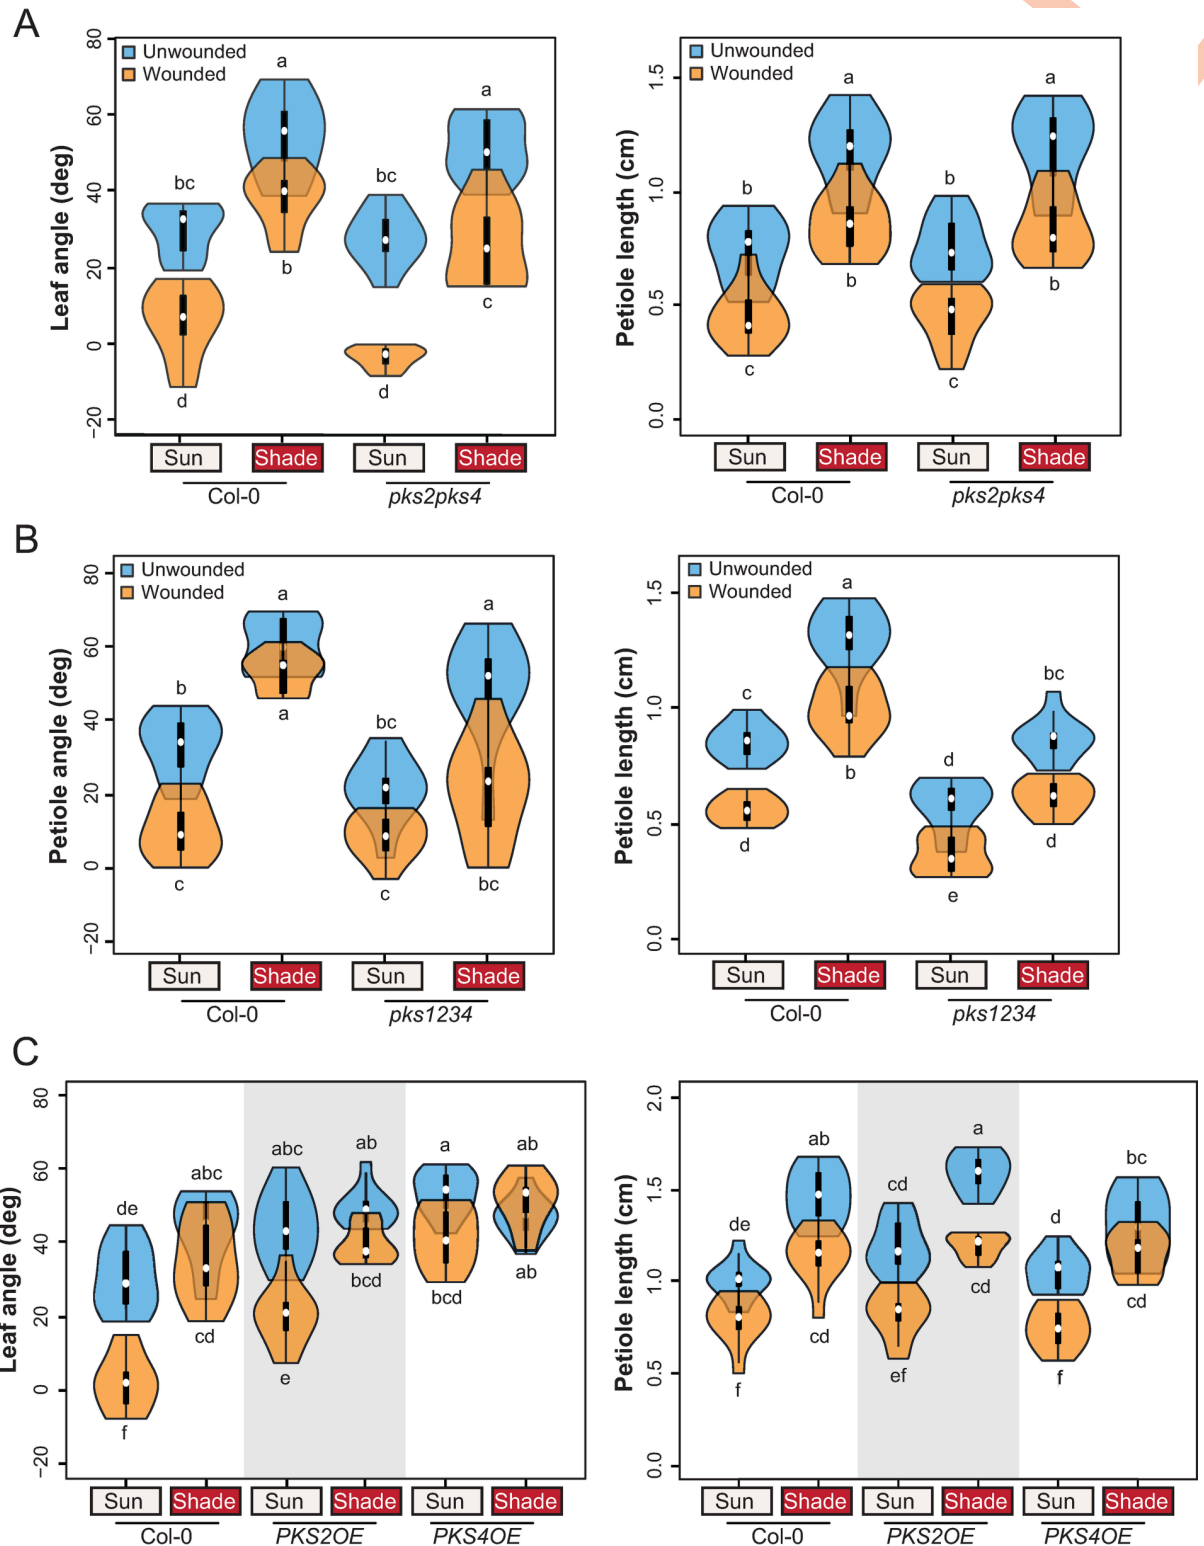 A
Unwounded
Wounded
Leaf angle (deg)
80
60
40
20
0
−20
bc
a
bc
a
d
b
d
c
Sun
Shade
Sun
Shade
Col-0
pks2pks4
Unwounded
Wounded
Petiole length (cm)
1.5
1.0
0.5
0.0
b
a
b
a
c
b
c
b
Sun
Shade
Sun
Shade
Col-0
pks2pks4
B
Unwounded
Wounded
Petiole angle (deg)
80
60
40
20
0
−20
b
a
bc
a
c
a
c
bc
Sun
Shade
Sun
Shade
Col-0
pks1234
Unwounded
Wounded
Petiole length (cm)
1.5
1.0
0.5
0.0
c
a
d
bc
d
b
e
d
Sun
Shade
Sun
Shade
Col-0
pks1234
C
Leaf angle (deg)
80
60
40
20
0
−20
de
abc
abc
ab
a
ab
f
cd
e
bcd
bcd
ab
Sun
Shade
Sun
Shade
Sun
Shade
Col-0
PKS2OE
PKS4OE
Petiole length (cm)
2.0
1.5
1.0
0.5
0.0
de
ab
cd
a
d
bc
f
cd
ef
cd
f
cd
Sun
Shade
Sun
Shade
Sun
Shade
Col-0
PKS2OE
PKS4OE